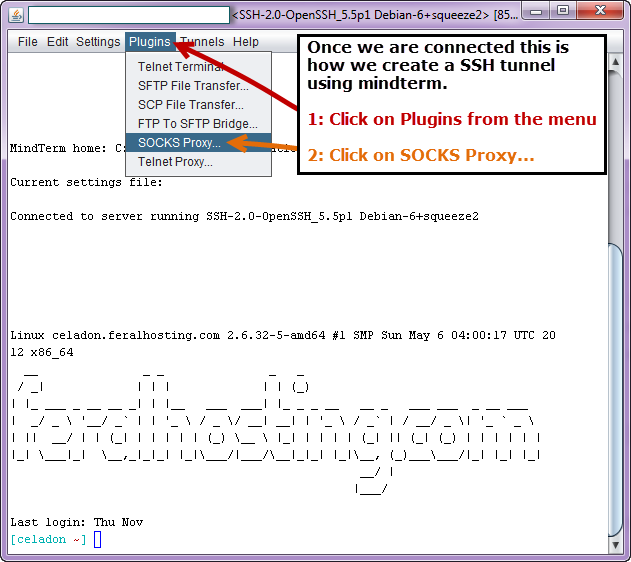 <SSH-2.0-OpenSSH_5.5p1 Debian-6+squeeze2> [85...
File Edit Settings Plugins Tunnels Help
Telnet Terminal
SFTP File Transfer...
SCP File Transfer...
FTP To SFTP Bridge...
SOCKS Proxy...
Telnet Proxy...
Once we are connected this is
how we create a SSH tunnel
using mindterm.
1: Click on Plugins from the menu
2: Click on SOCKS Proxy...
MindTerm home:
Current settings file:
Connected to server running SSH-2.0-OpenSSH_5.5p1 Debian-6+squeeze2
Linux celadon.feralhosting.com 2.6.32-5-amd64 #1 SMP Sun May 6 04:00:17 UTC 20
12 x86_64
feralhosting.com
Last login: Thu Nov
[celadon ~]